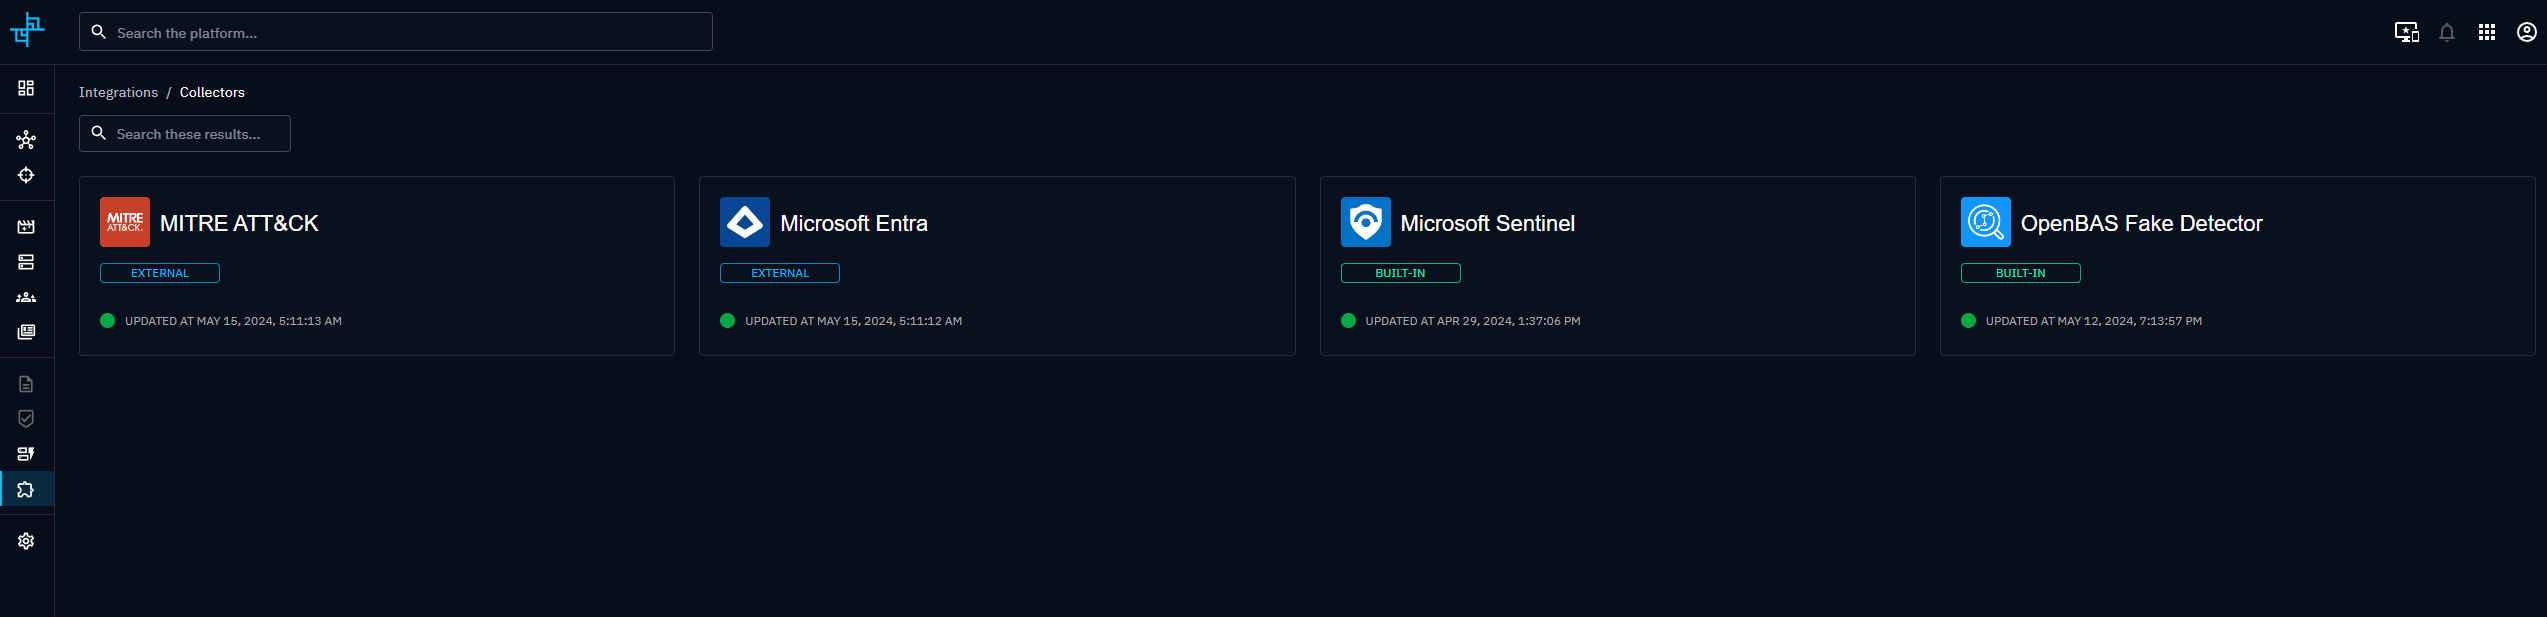 Search the platform...
Integrations / Collectors
Search these results...
MITRE ATT&CK.
MITRE ATT&CK
EXTERNAL
UPDATED AT MAY 15, 2024, 5:11:13 AM
Microsoft Entra
EXTERNAL
UPDATED AT MAY 15, 2024, 5:11:12 AM
Microsoft Sentinel
BUILT-IN
UPDATED AT APR 29, 2024, 1:37:06 PM
OpenBAS Fake Detector
BUILT-IN
UPDATED AT MAY 12, 2024, 7:13:57 PM